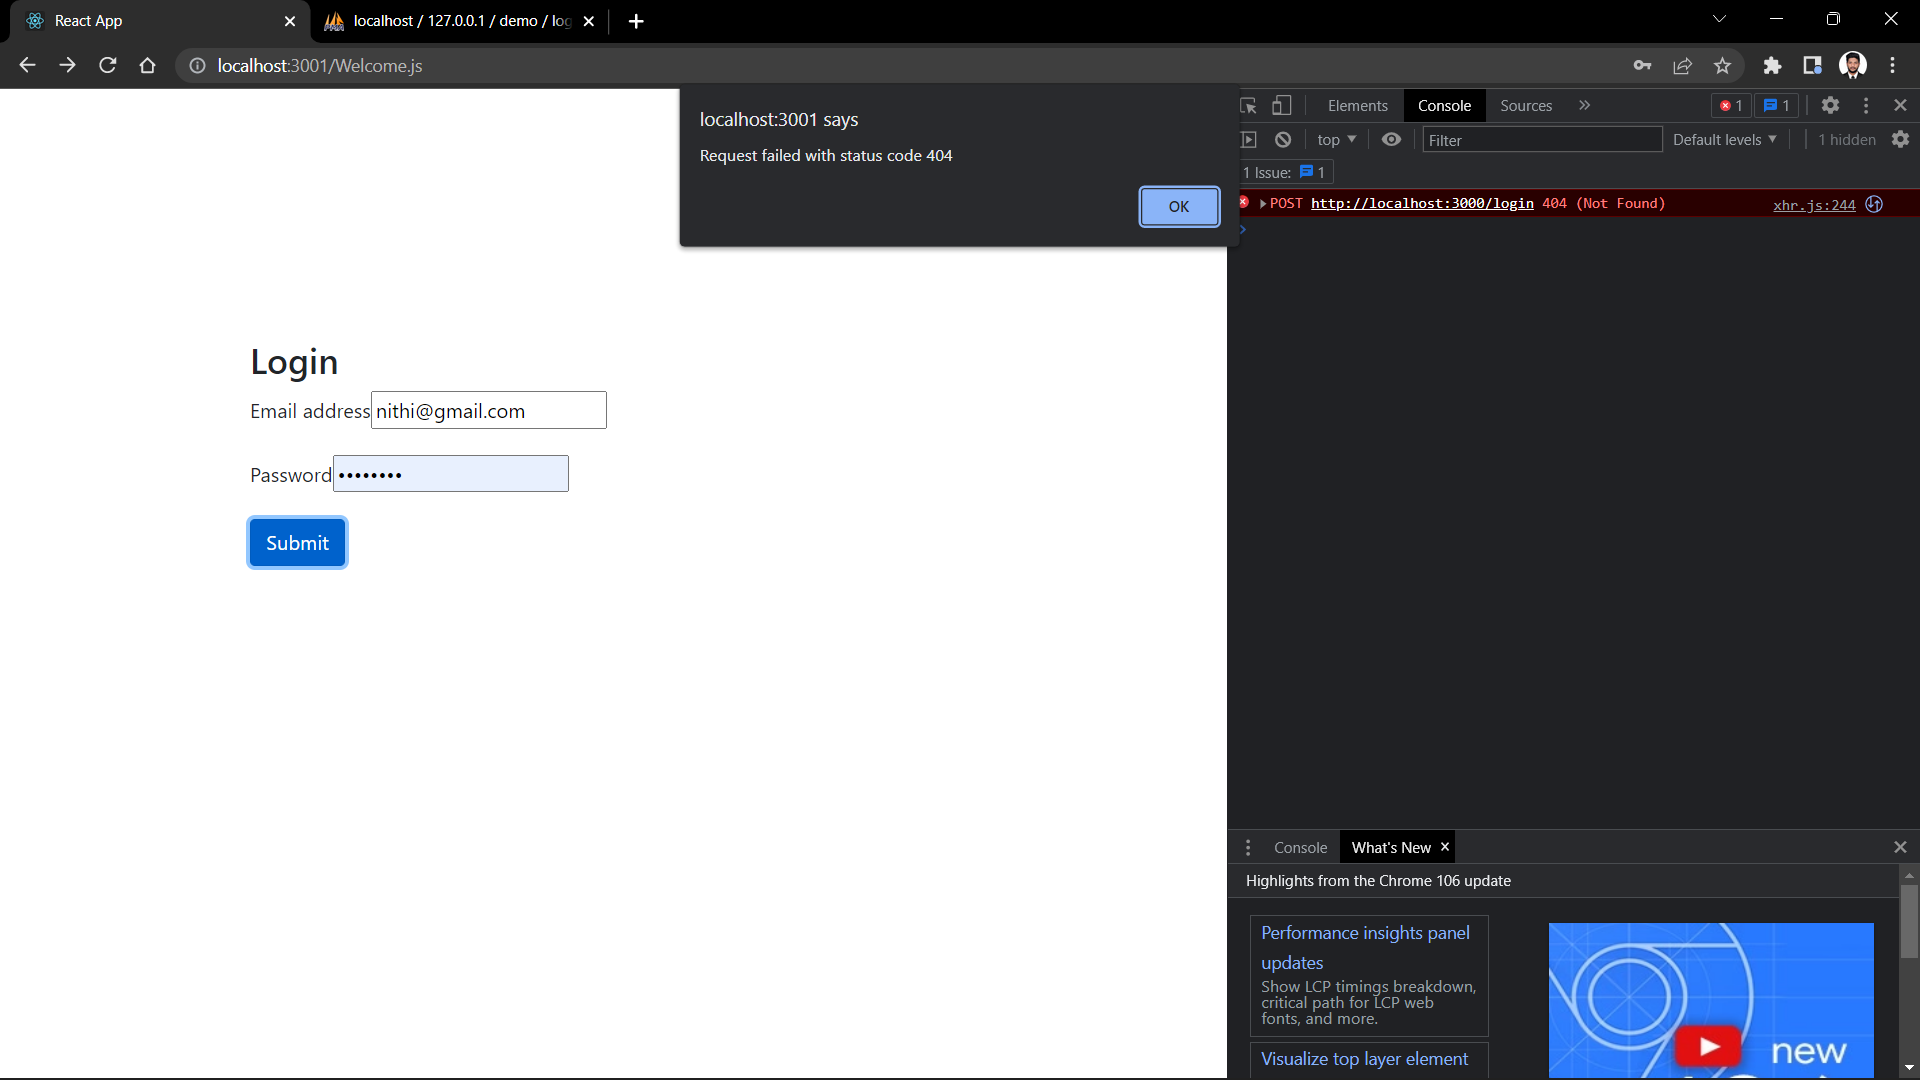 React App
localhost / 127.0.0.1 / demo / log
localhost:3001/Welcome.js
localhost:3001 says
Request failed with status code 404
OK
Login
Email address
nithi@gmail.com
Password
Submit
Elements
Console
Sources
1
1
top
Filter
Default levels
1 hidden
1 Issue:
1
POST http://localhost:3000/login 404 (Not Found)
xhr.js:244
Console
What's New
Highlights from the Chrome 106 update
Performance insights panel
updates
Show LCP timings breakdown,
critical path for LCP web
fonts, and more.
Visualize top layer element
new